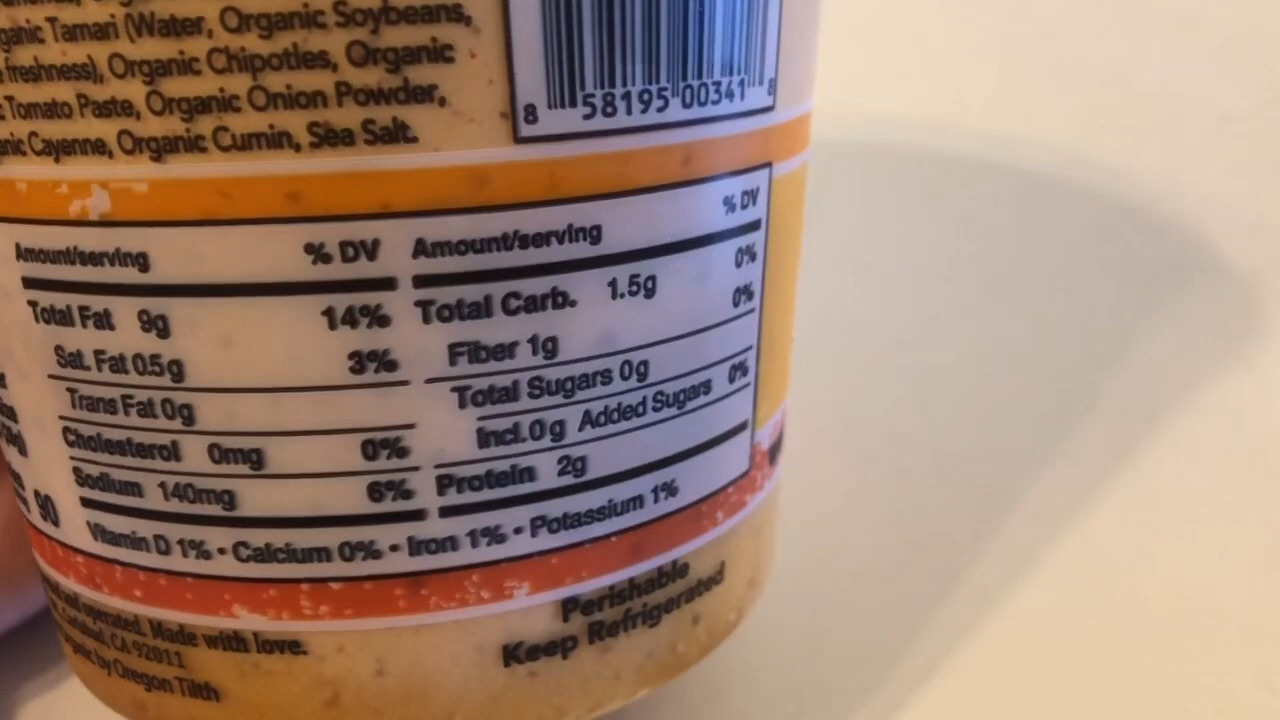 ganic Tamari (Water, Organic Soybeans,
freshness), Organic Chipotles, Organic
Tomato Paste, Organic Onion Powder,
nic Cayenne, Organic Cumin, Sea Salt.
8 58195 00341 8
Amount/serving % DV
Total Fat 9g 14%
Sat. Fat 0.5g 3%
Trans Fat 0g
Cholesterol 0mg 0%
Sodium 140mg 6%
Amount/serving % DV
Total Carb. 1.5g 0%
Fiber 1g 0%
Total Sugars 0g
Incl. 0g Added Sugars 0%
Protein 2g
90
Vitamin D 1% • Calcium 0% • Iron 1% • Potassium 1%
and operated. Made with love.
Carlsbad, CA 92011
by Oregon Tilth
Perishable
Keep Refrigerated